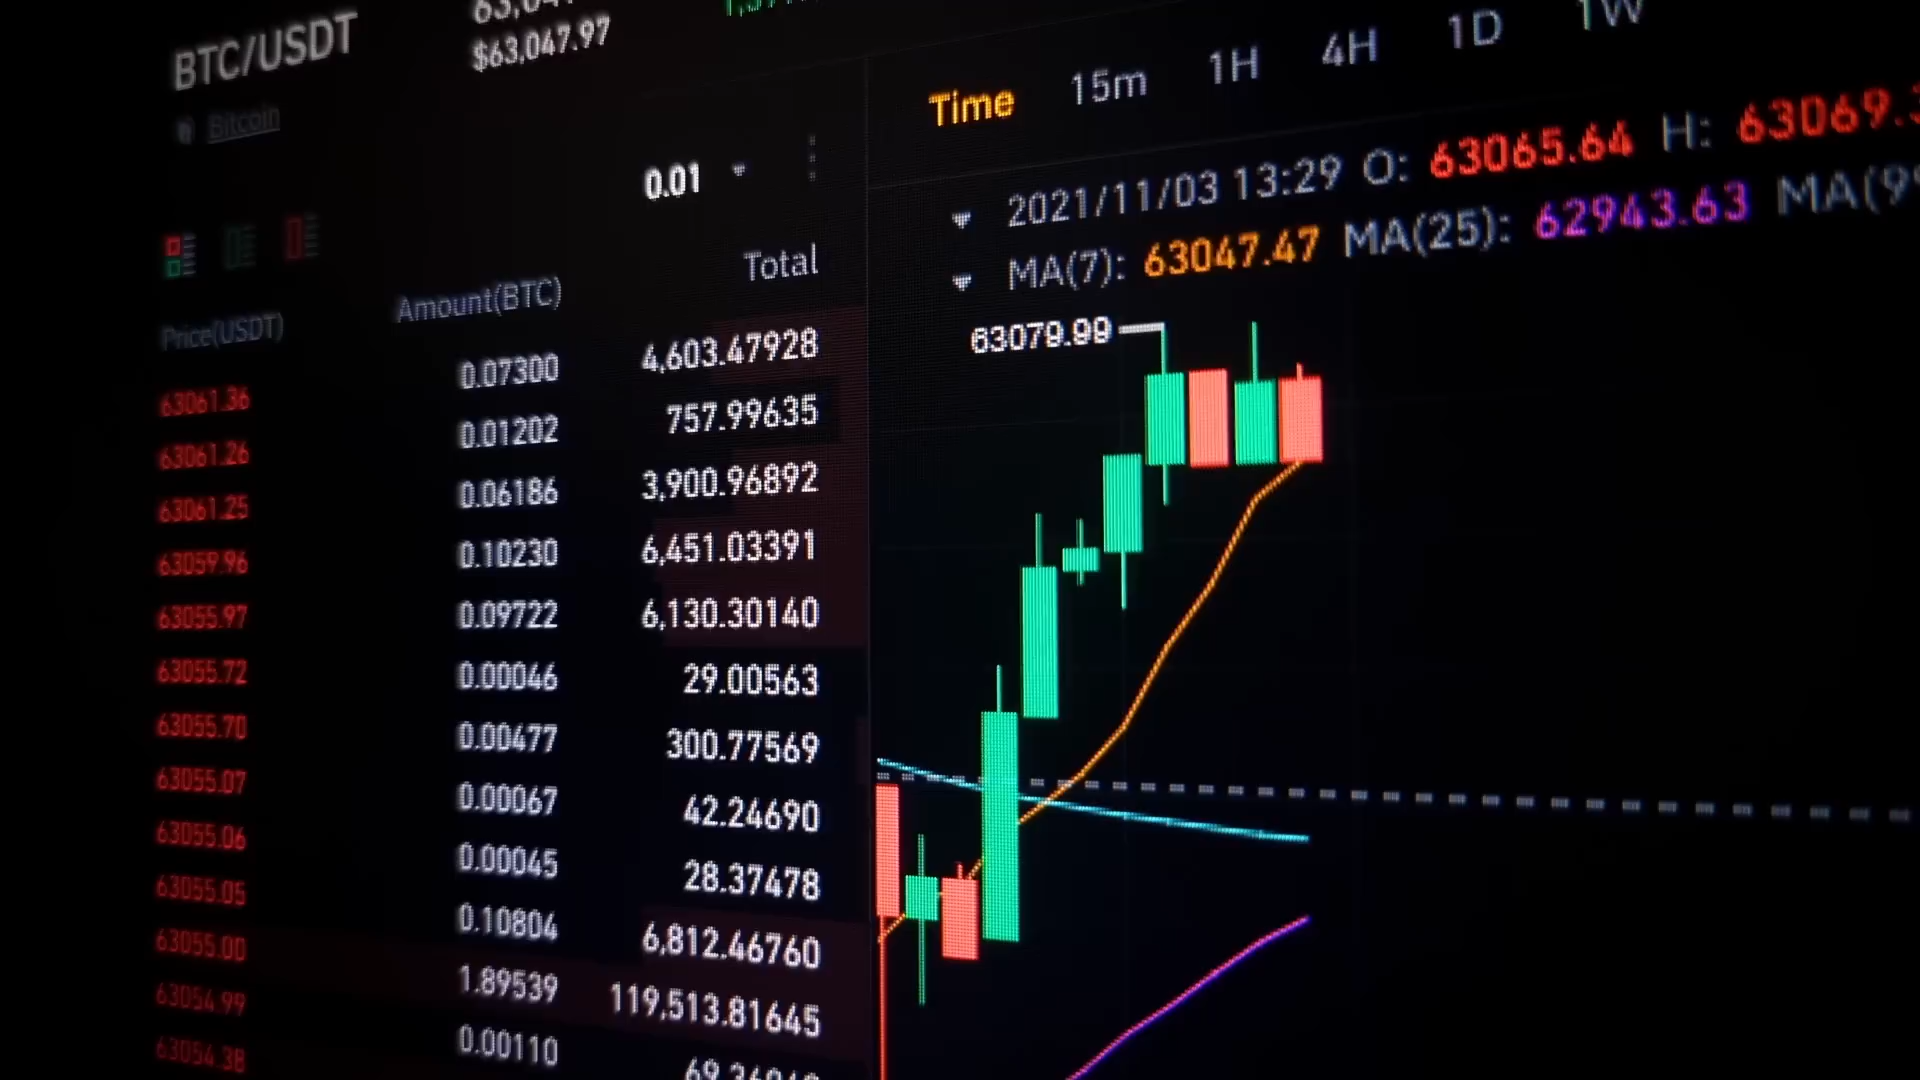 BTC/USDT
$63,047.97
Bitcoin
0.01
Price(USDT) Amount(BTC) Total
63061.36 0.07300 4,603.47928
63061.26 0.01202 757.99635
63061.25 0.06186 3,900.96892
63059.96 0.10230 6,451.03391
63055.97 0.09722 6,130.30140
63055.72 0.00046 29.00563
63055.70 0.00477 300.77569
63055.07 0.00067 42.24690
63055.06 0.00045 28.37478
63055.05 0.10804 6,812.46760
63055.00 1.89539 119,513.81645
63054.99 0.00110
63054.38
Time 15m 1H 4H 1D 1W
2021/11/03 13:29 O: 63065.64 H:
MA(7): 63047.47 MA(25): 62943.63
63079.99